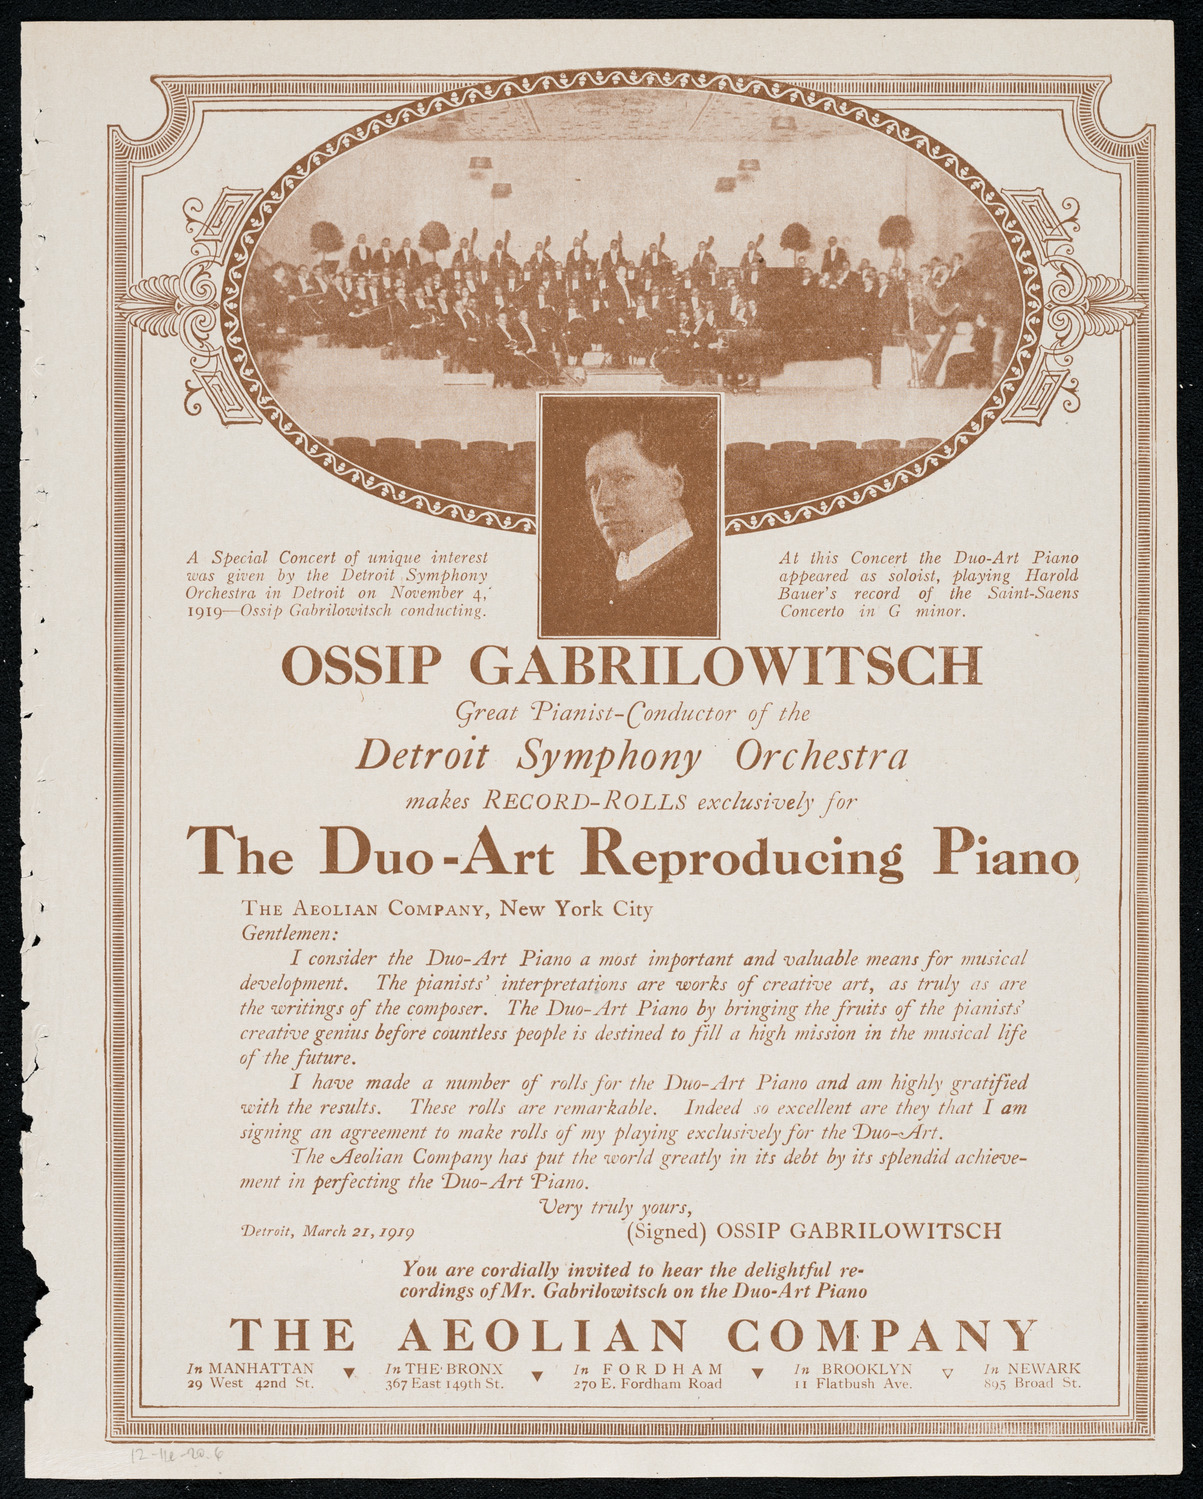 A Special Concert of unique interest
was given by the Detroit Symphony
Orchestra in Detroit on November 4,
1919—Ossip Gabrilowitsch conducting.
At this Concert the Duo-Art Piano
appeared as soloist, playing Harold
Bauer's record of the Saint-Saens
Concerto in G minor.
OSSIP GABRILOWITSCH
Great Pianist-Conductor of the
Detroit Symphony Orchestra
makes RECORD-ROLLS exclusively for
The Duo-Art Reproducing Piano
THE AEOLIAN COMPANY, New York City
Gentlemen:
I consider the Duo-Art Piano a most important and valuable means for musical
development. The pianists' interpretations are works of creative art, as truly as are
the writings of the composer. The Duo-Art Piano by bringing the fruits of the pianists'
creative genius before countless people is destined to fill a high mission in the musical life
of the future.
I have made a number of rolls for the Duo-Art Piano and am highly gratified
with the results. These rolls are remarkable. Indeed so excellent are they that I am
signing an agreement to make rolls of my playing exclusively for the Duo-Art.
The Aeolian Company has put the world greatly in its debt by its splendid achieve-
ment in perfecting the Duo-Art Piano.
Very truly yours,
Detroit, March 21, 1919 (Signed) OSSIP GABRILOWITSCH
You are cordially invited to hear the delightful re-
cordings of Mr. Gabrilowitsch on the Duo-Art Piano
THE AEOLIAN COMPANY
In MANHATTAN ▼ In THE BRONX ▼ In FORDHAM ▼ In BROOKLYN ▽ In NEWARK
29 West 42nd St. 367 East 149th St. 270 E. Fordham Road 11 Flatbush Ave. 895 Broad St.